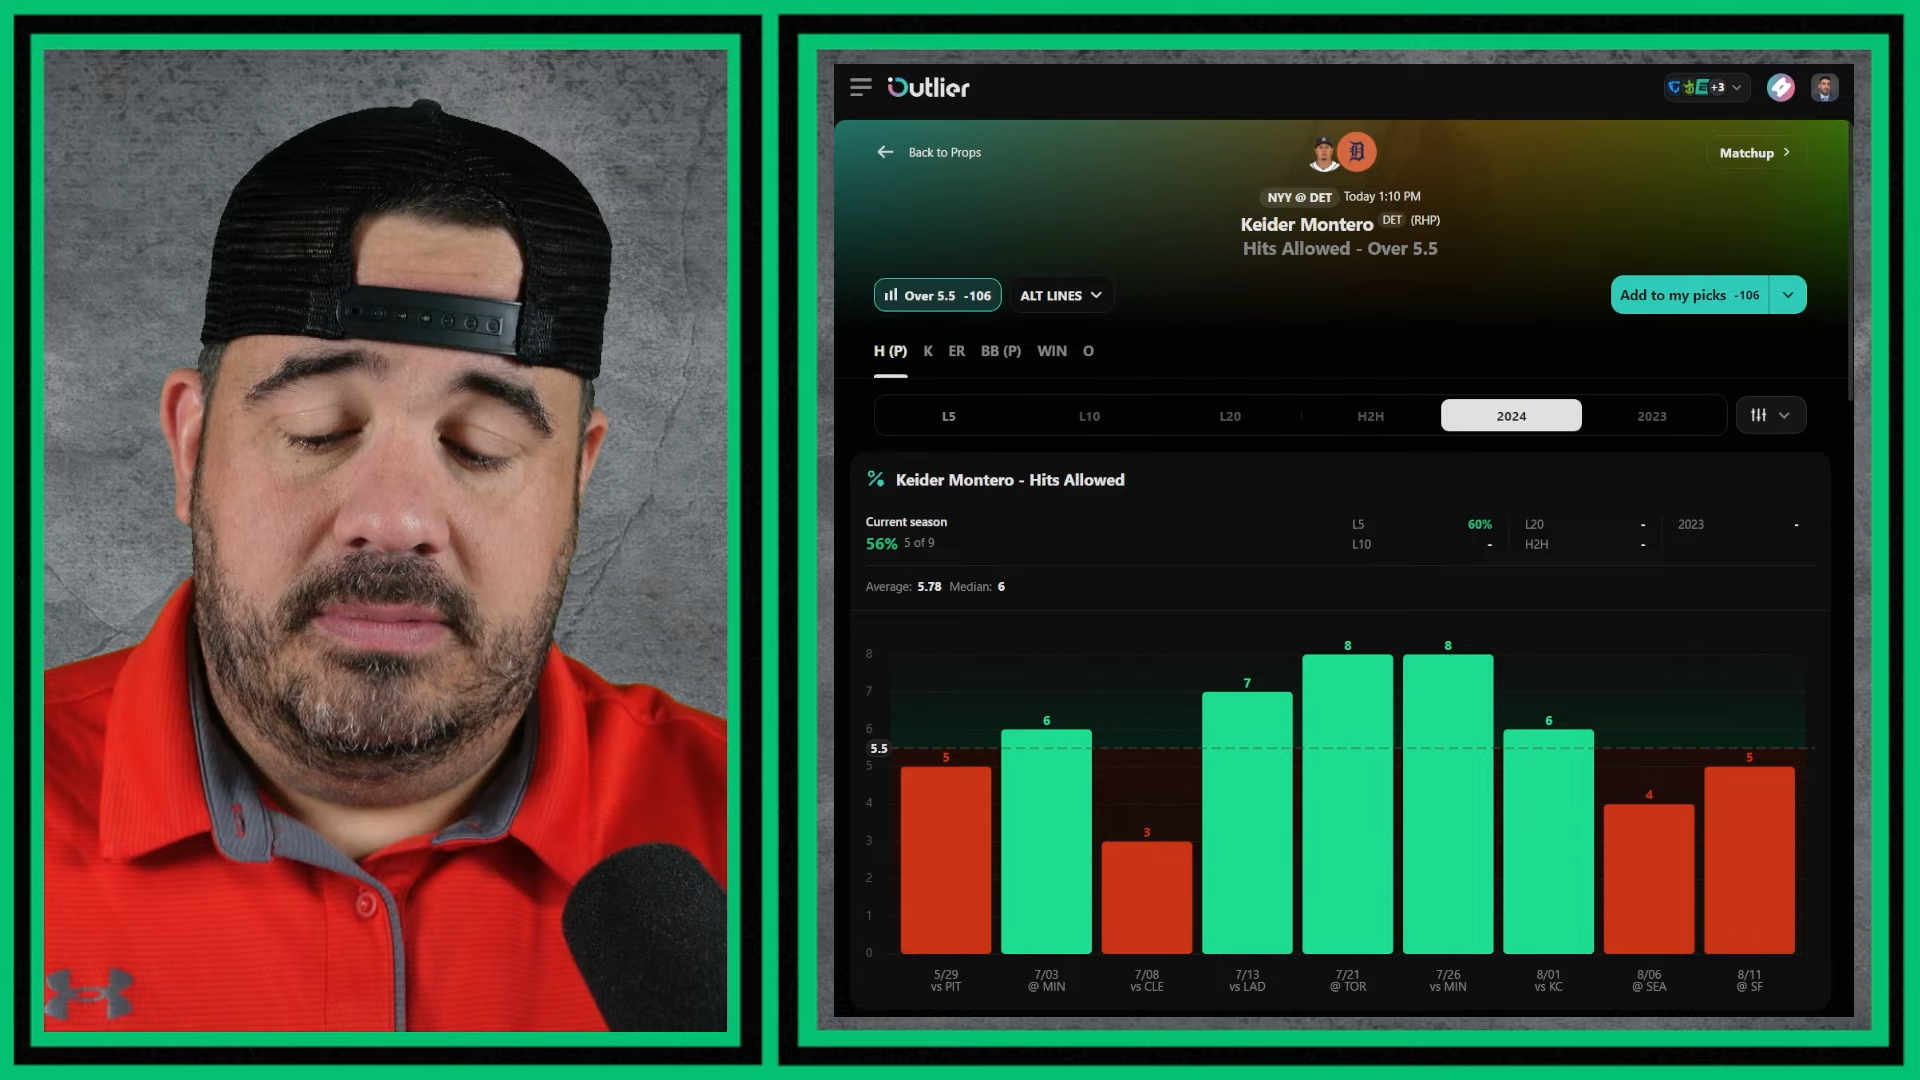 Outlier
+3
Back to Props
Matchup
NYY @ DET Today 1:10 PM
Keider Montero DET (RHP)
Hits Allowed - Over 5.5
Over 5.5 -106
ALT LINES
Add to my picks -106
H (P) K ER BB (P) WIN O
L5 L10 L20 H2H 2024 2023
Keider Montero - Hits Allowed
Current season
56% 5 of 9
L5 60% L20 - 2023 -
L10 - H2H -
Average: 5.78 Median: 6
8
7
6
5.5
5
4
3
2
1
0
5 6 3 7 8 8 6 4 5
5/29 7/03 7/08 7/13 7/21 7/26 8/01 8/06 8/11
vs PIT @ MIN vs CLE vs LAD @ TOR vs MIN vs KC @ SEA @ SF